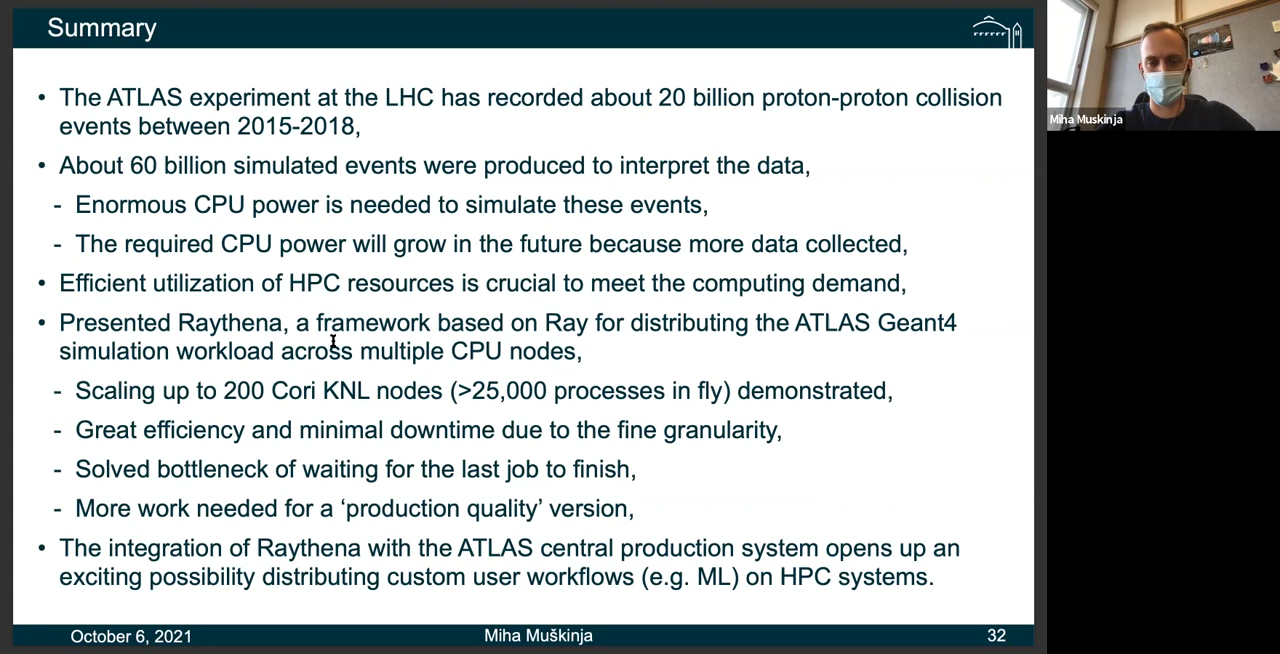 Summary
• The ATLAS experiment at the LHC has recorded about 20 billion proton-proton collision
events between 2015-2018,
• About 60 billion simulated events were produced to interpret the data,
- Enormous CPU power is needed to simulate these events,
- The required CPU power will grow in the future because more data collected,
• Efficient utilization of HPC resources is crucial to meet the computing demand,
• Presented Raythena, a framework based on Ray for distributing the ATLAS Geant4
simulation workload across multiple CPU nodes,
- Scaling up to 200 Cori KNL nodes (>25,000 processes in fly) demonstrated,
- Great efficiency and minimal downtime due to the fine granularity,
- Solved bottleneck of waiting for the last job to finish,
- More work needed for a ‘production quality’ version,
• The integration of Raythena with the ATLAS central production system opens up an
exciting possibility distributing custom user workflows (e.g. ML) on HPC systems.
October 6, 2021
Miha Muškinja
32
Miha Muskinja